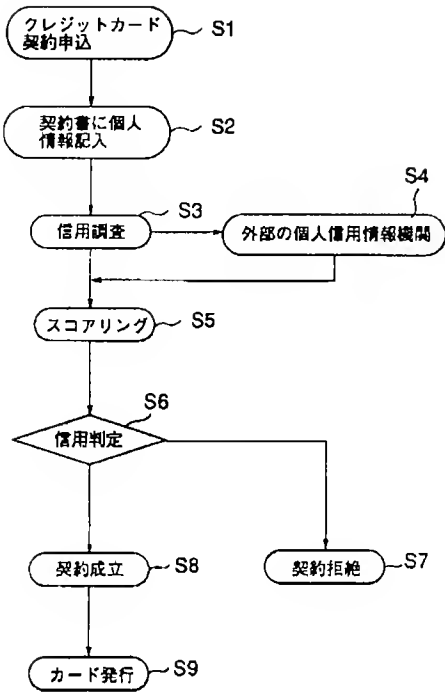 クレジットカード
契約申込
S1
契約書に個人
情報記入
S2
信用調査
S3
外部の個人信用情報機関
S4
スコアリング
S5
信用判定
S6
契約拒絶
S7
契約成立
S8
カード発行
S9